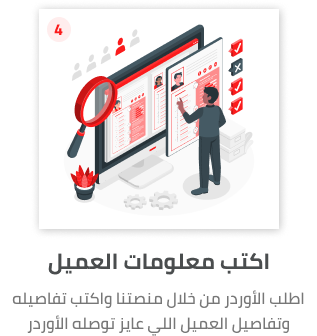 4
اكتب معلومات العميل
اطلب الأوردر من خلال منصتنا واكتب تفاصيله
وتفاصيل العميل اللي عايز توصله الأوردر